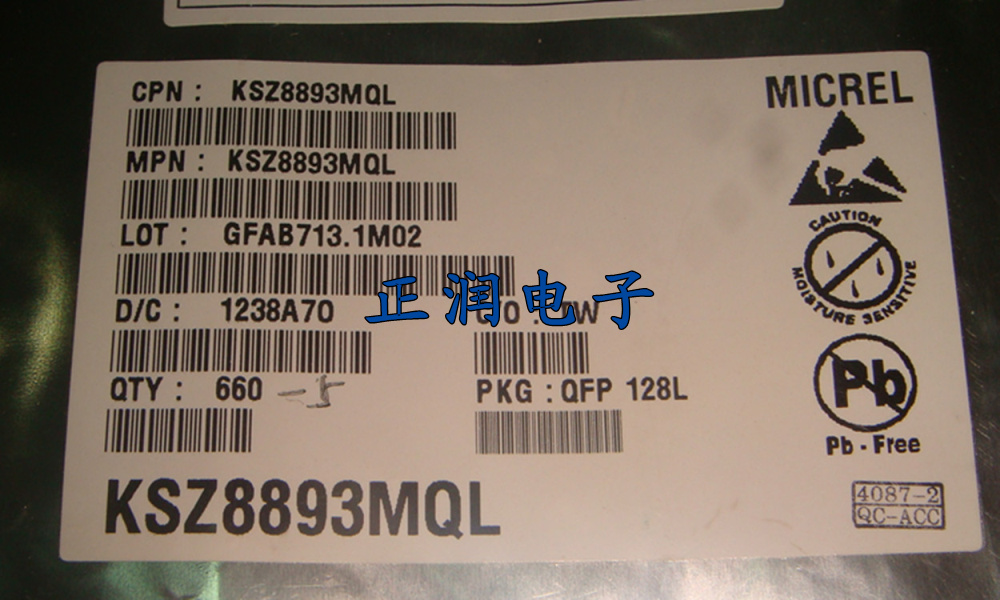 CPN : KSZ8893MQL
MICREL
MPN : KSZ8893MQL
LOT : GFAB713.1M02
CAUTION
MOISTURE SENSITIVE
正润电子
D/C : 1238A70
QTY : 660
PKG : QFP 128L
Pb
Pb - Free
KSZ8893MQL
4087-2
QC-ACC